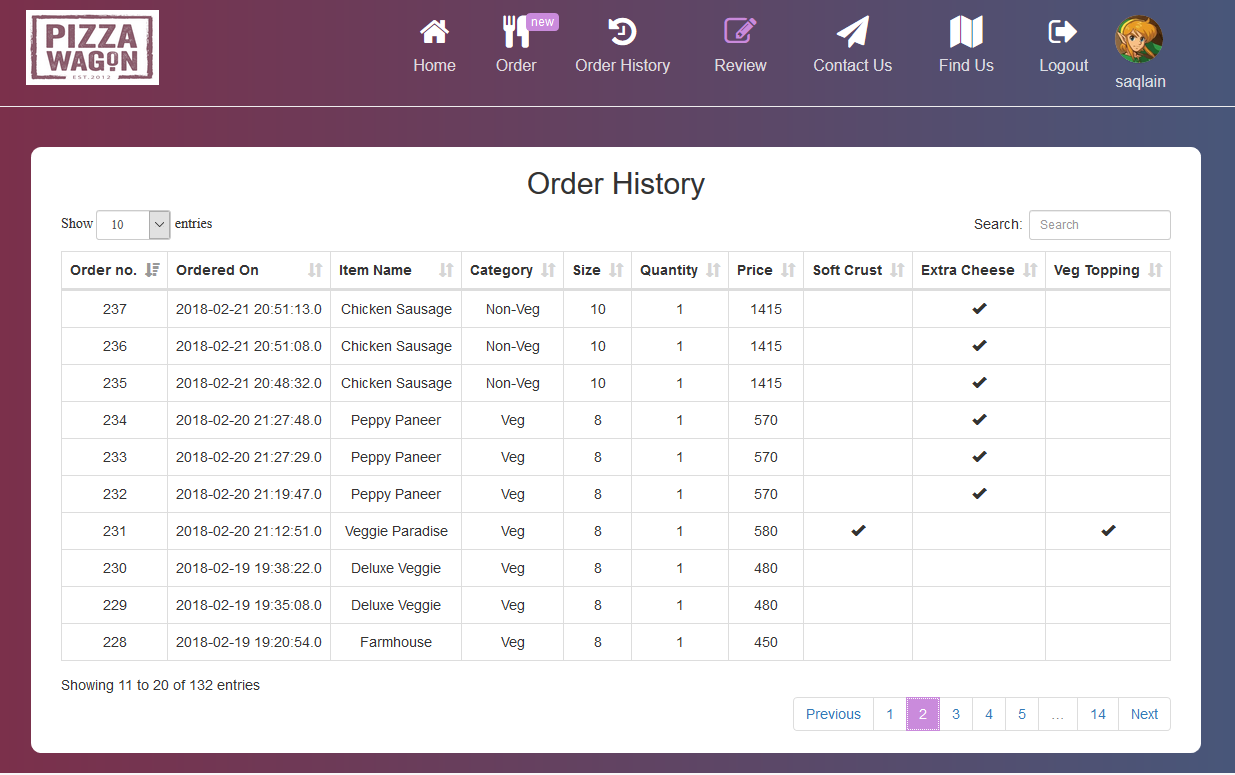 PIZZA
WAGON
EST.2012
new
Home Order Order History Review Contact Us Find Us Logout
saqlain
Order History
Show 10 entries Search: Search
Order no. Ordered On Item Name Category Size Quantity Price Soft Crust Extra Cheese Veg Topping
237 2018-02-21 20:51:13.0 Chicken Sausage Non-Veg 10 1 1415 ✔
236 2018-02-21 20:51:08.0 Chicken Sausage Non-Veg 10 1 1415 ✔
235 2018-02-21 20:48:32.0 Chicken Sausage Non-Veg 10 1 1415 ✔
234 2018-02-20 21:27:48.0 Peppy Paneer Veg 8 1 570 ✔
233 2018-02-20 21:27:29.0 Peppy Paneer Veg 8 1 570 ✔
232 2018-02-20 21:19:47.0 Peppy Paneer Veg 8 1 570 ✔
231 2018-02-20 21:12:51.0 Veggie Paradise Veg 8 1 580 ✔ ✔
230 2018-02-19 19:38:22.0 Deluxe Veggie Veg 8 1 480
229 2018-02-19 19:35:08.0 Deluxe Veggie Veg 8 1 480
228 2018-02-19 19:20:54.0 Farmhouse Veg 8 1 450
Showing 11 to 20 of 132 entries
Previous 1 2 3 4 5 … 14 Next